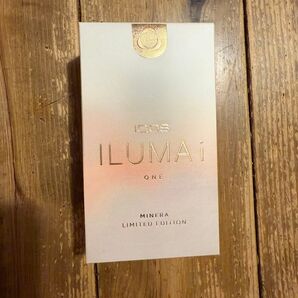 IQOS
ILUMA i
ONE
MINERA
LIMITED EDITION